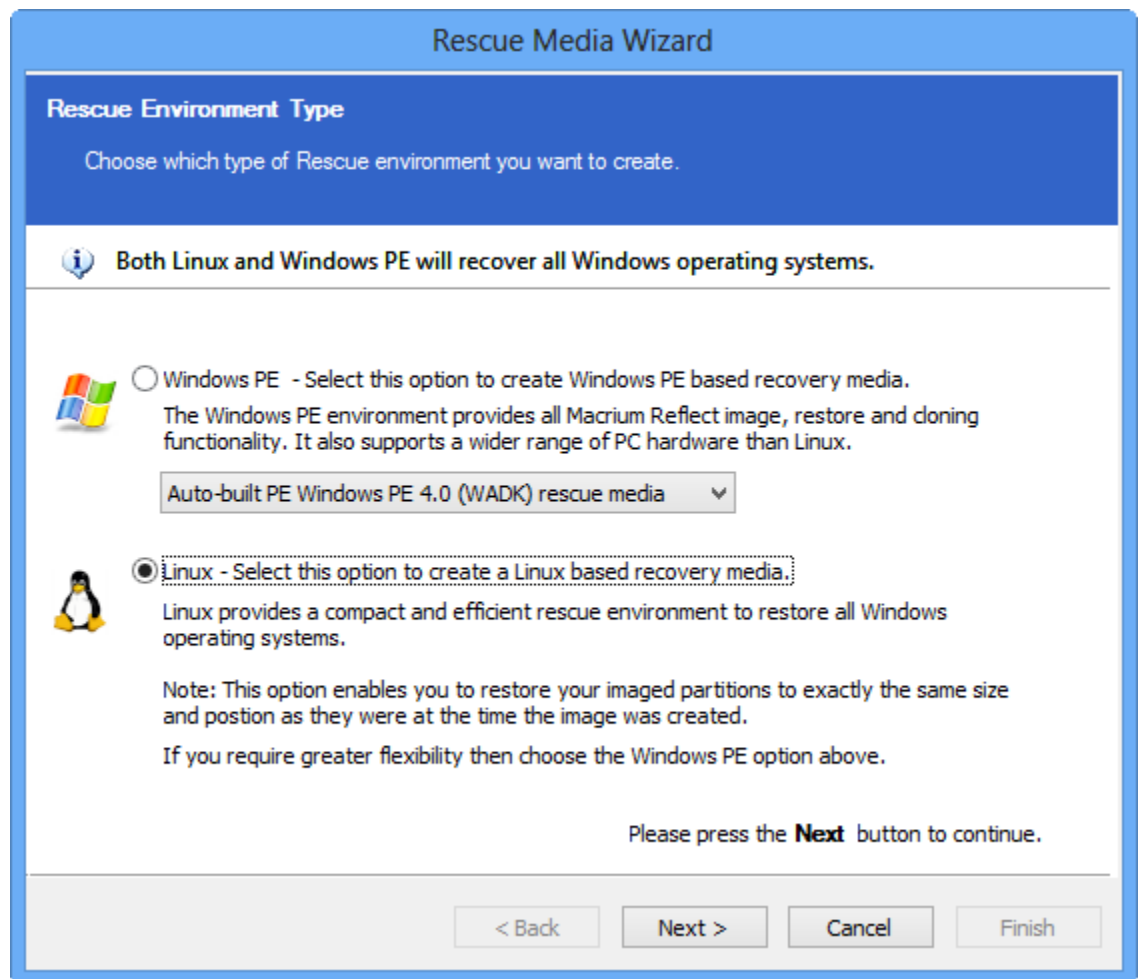 Rescue Media Wizard
Rescue Environment Type
Choose which type of Rescue environment you want to create.
Both Linux and Windows PE will recover all Windows operating systems.
Windows PE - Select this option to create Windows PE based recovery media.
The Windows PE environment provides all Macrium Reflect image, restore and cloning
functionality. It also supports a wider range of PC hardware than Linux.
Auto-built PE Windows PE 4.0 (WADK) rescue media
Linux - Select this option to create a Linux based recovery media.
Linux provides a compact and efficient rescue environment to restore all Windows
operating systems.
Note: This option enables you to restore your imaged partitions to exactly the same size
and postion as they were at the time the image was created.
If you require greater flexibility then choose the Windows PE option above.
Please press the Next button to continue.
< Back Next > Cancel Finish